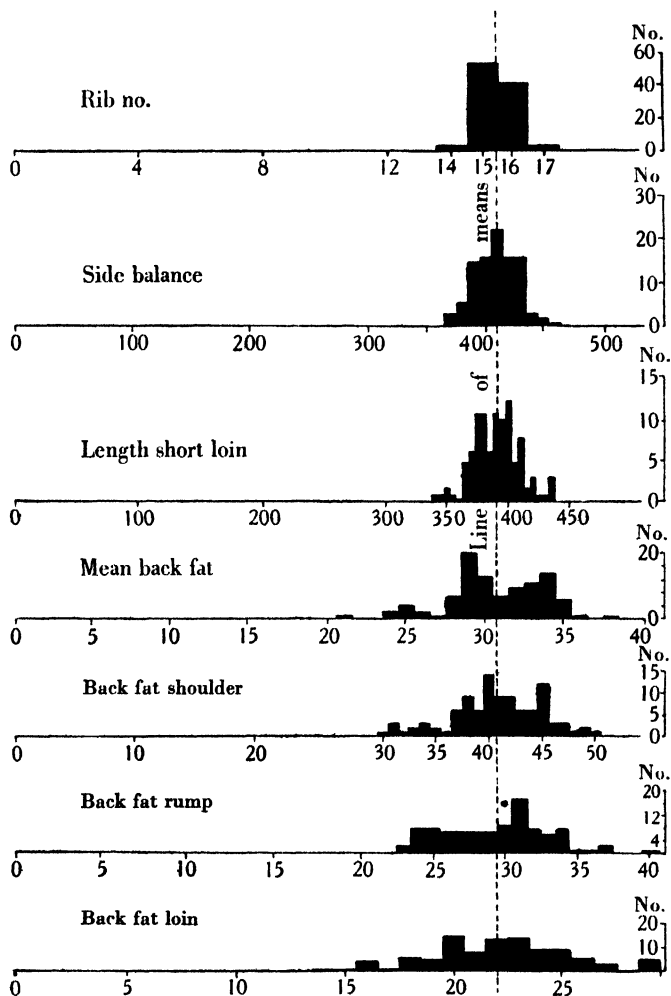 No.
60
40
20
0
Rib no.
0 4 8 12 14 15 16 17
No
30
20
10
0
Side balance
0 100 200 300 400 500
No.
15
10
5
0
Length short loin
0 100 200 300 350 400 450
Line of means
No.
20
0
Mean back fat
0 5 10 15 20 25 30 35 40
No.
15
10
5
0
Back fat shoulder
0 10 20 30 35 40 45 50
No.
20
12
4
Back fat rump
0 5 10 15 20 25 30 35 40
No.
20
10
Back fat loin
0 5 10 15 20 25